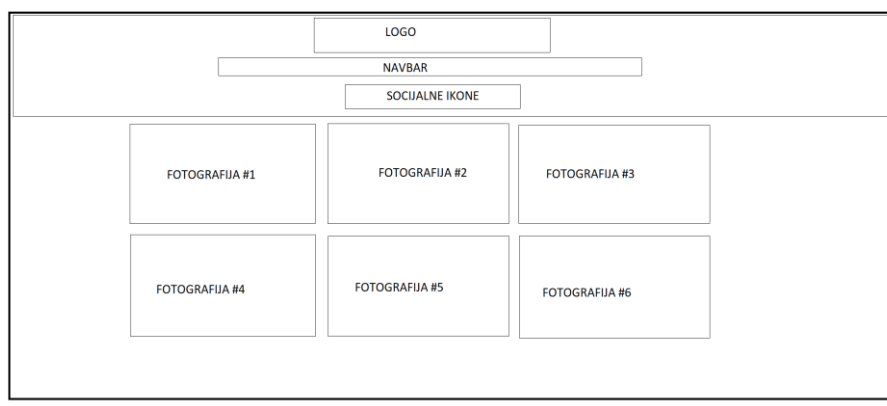 LOGO
NAVBAR
SOCIJALNE IKONE
FOTOGRAFIJA #1
FOTOGRAFIJA #2
FOTOGRAFIJA #3
FOTOGRAFIJA #4
FOTOGRAFIJA #5
FOTOGRAFIJA #6